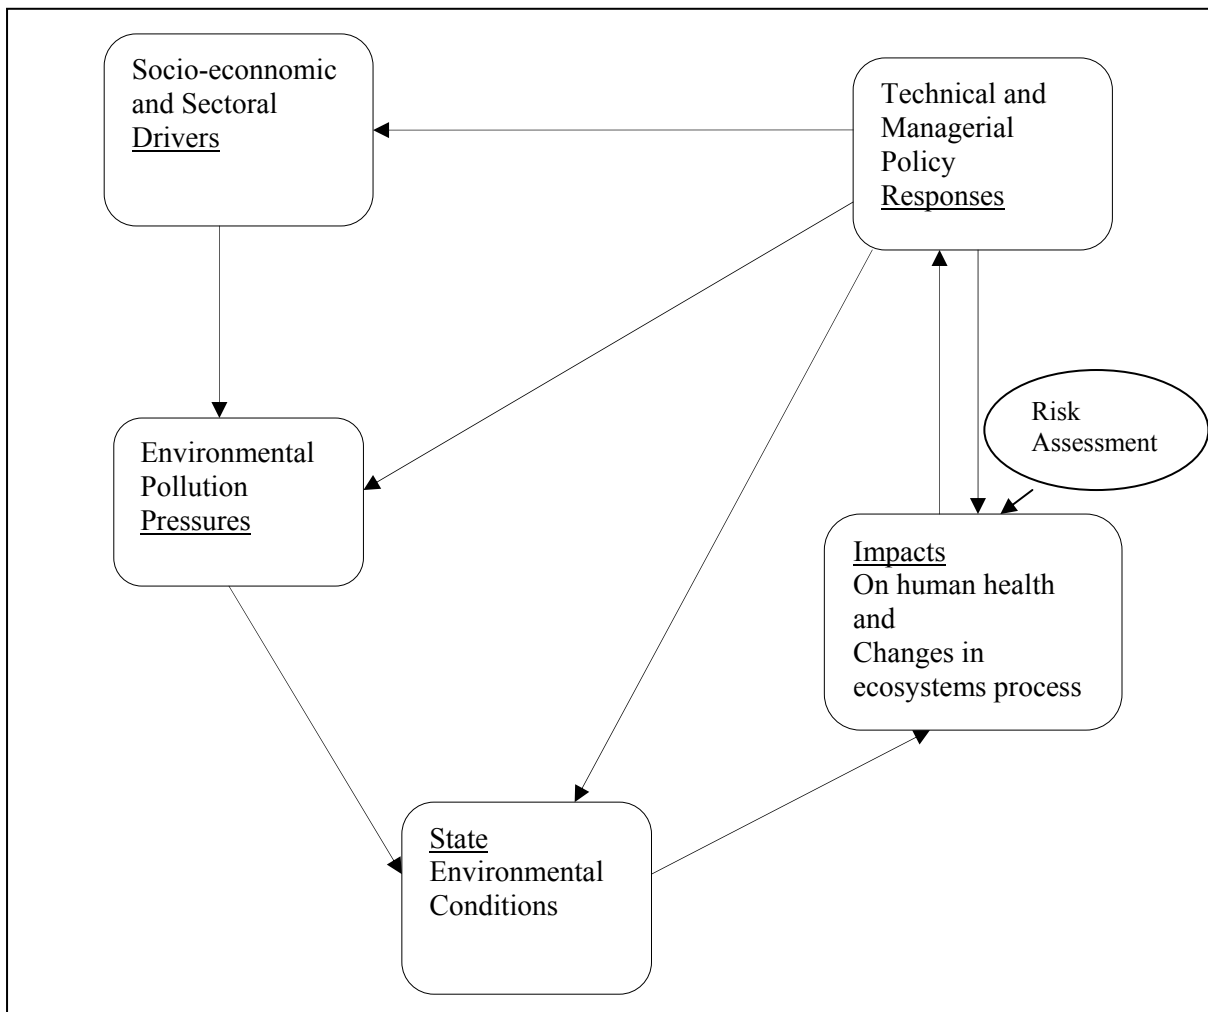 Socio-econnomic
and Sectoral
Drivers
Technical and
Managerial
Policy
Responses
Risk
Assessment
Environmental
Pollution
Pressures
Impacts
On human health
and
Changes in
ecosystems process
State
Environmental
Conditions